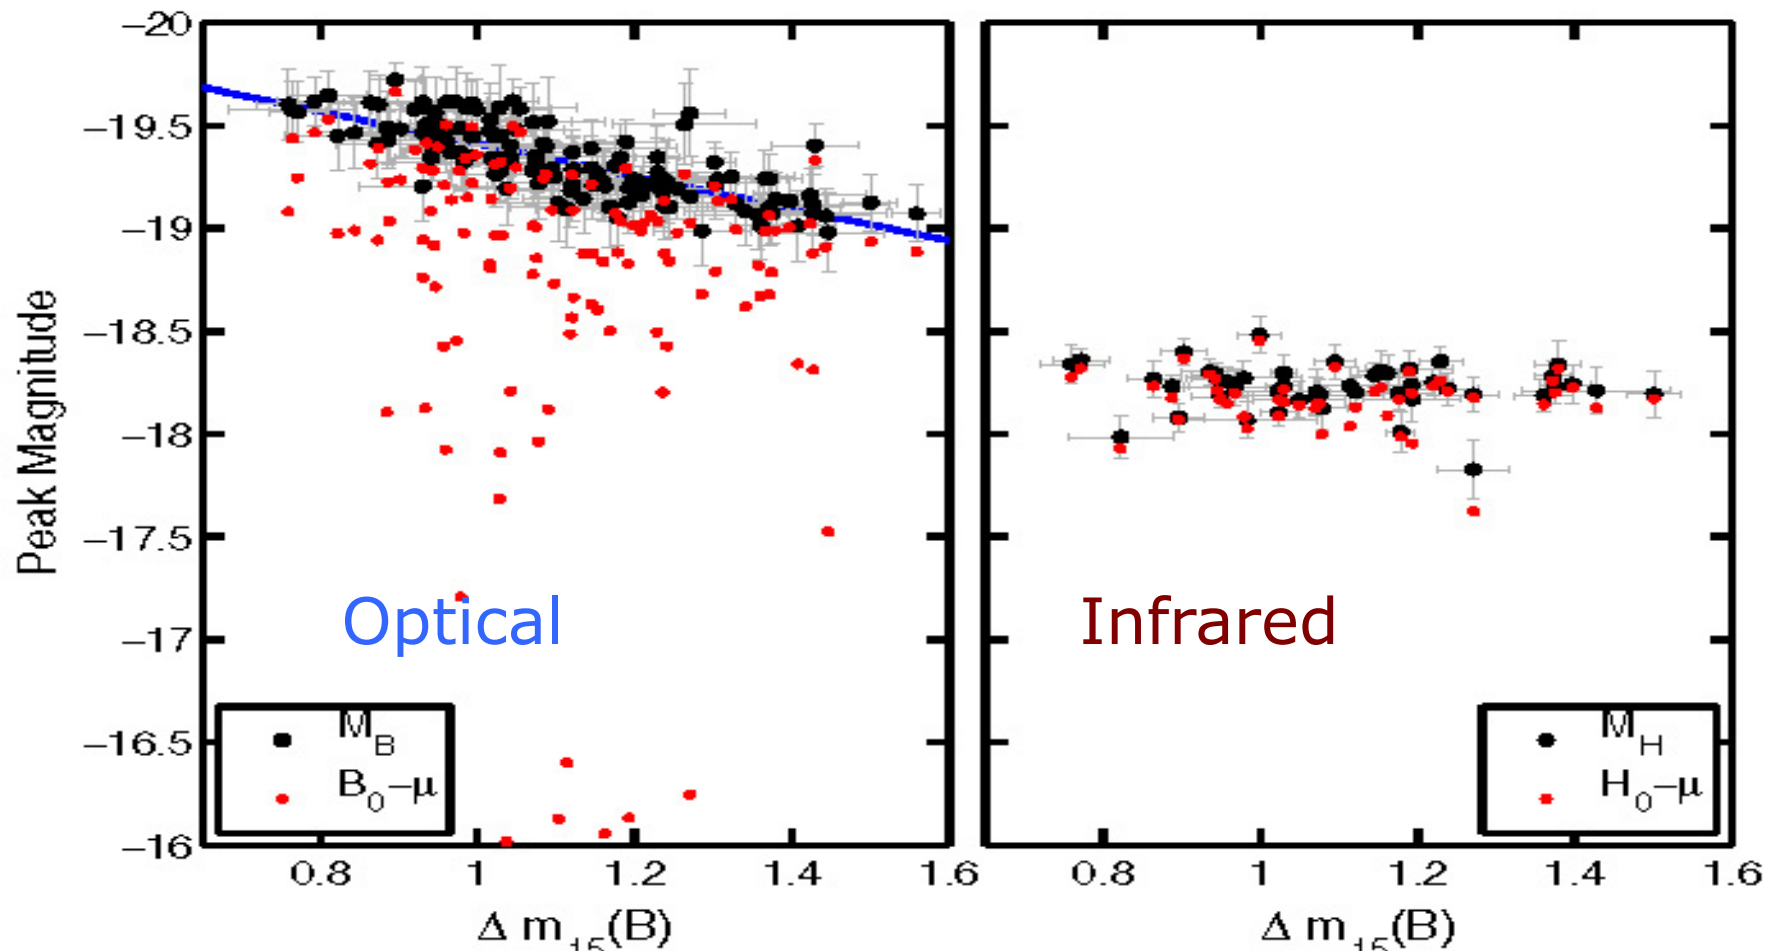 Peak Magnitude
−20
−19.5
−19
−18.5
−18
−17.5
−17
−16.5
−16
Optical
M_B
B_0−μ
0.8 1 1.2 1.4 1.6
Δ m_15(B)
Infrared
M_H
H_0−μ
0.8 1 1.2 1.4 1.6
Δ m_15(B)